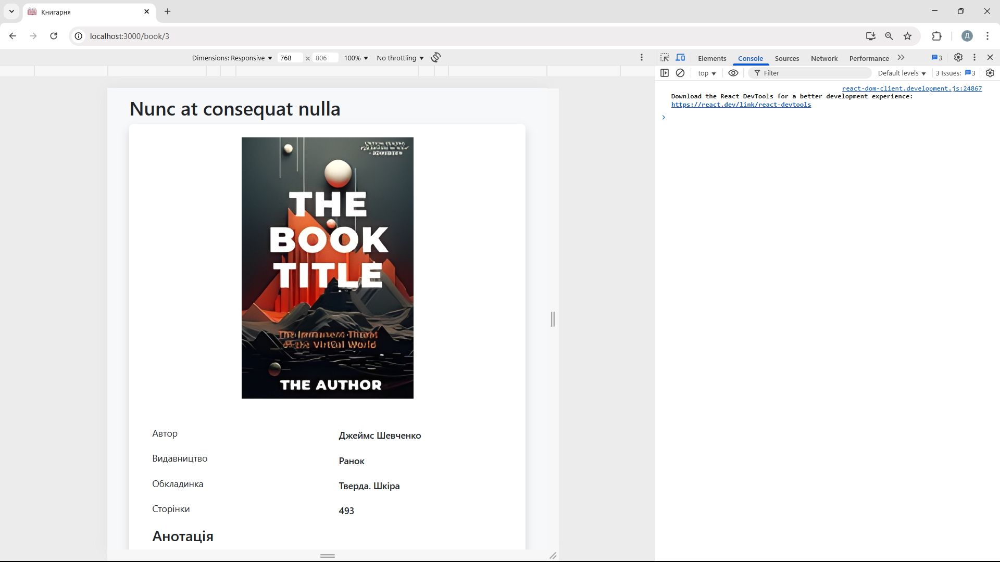 Книгарня
localhost:3000/book/3
Д
Dimensions: Responsive 768 × 806 100% No throttling
Elements Console Sources Network Performance 3
top Filter Default levels 3 Issues: 3
react-dom-client.development.js:24867
Download the React DevTools for a better development experience:
https://react.dev/link/react-devtools
Nunc at consequat nulla
THE
BOOK
TITLE
Virtual World
THE AUTHOR
Автор Джеймс Шевченко
Видавництво Ранок
Обкладинка Тверда. Шкіра
Сторінки 493
Анотація